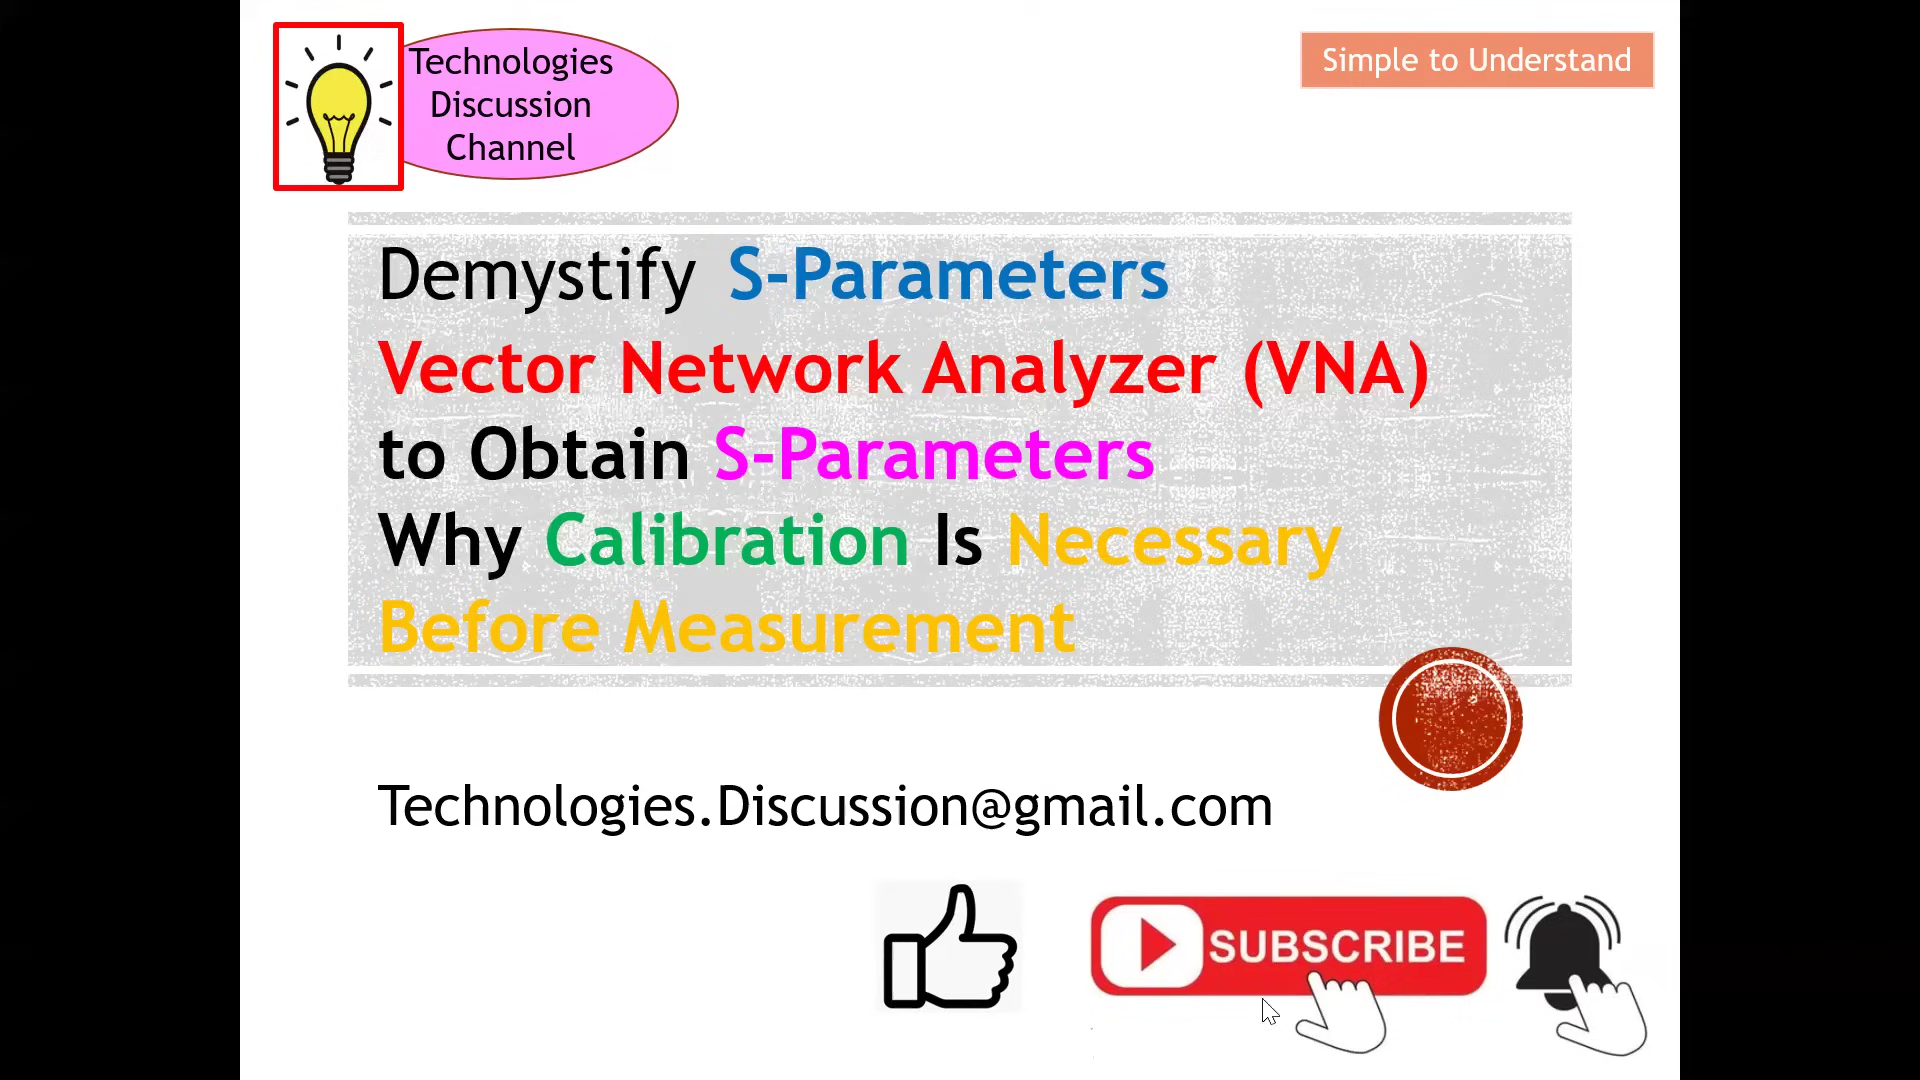 Technologies
Discussion
Channel
Simple to Understand
Demystify S-Parameters
Vector Network Analyzer (VNA)
to Obtain S-Parameters
Why Calibration Is Necessary
Before Measurement
Technologies.Discussion@gmail.com
SUBSCRIBE